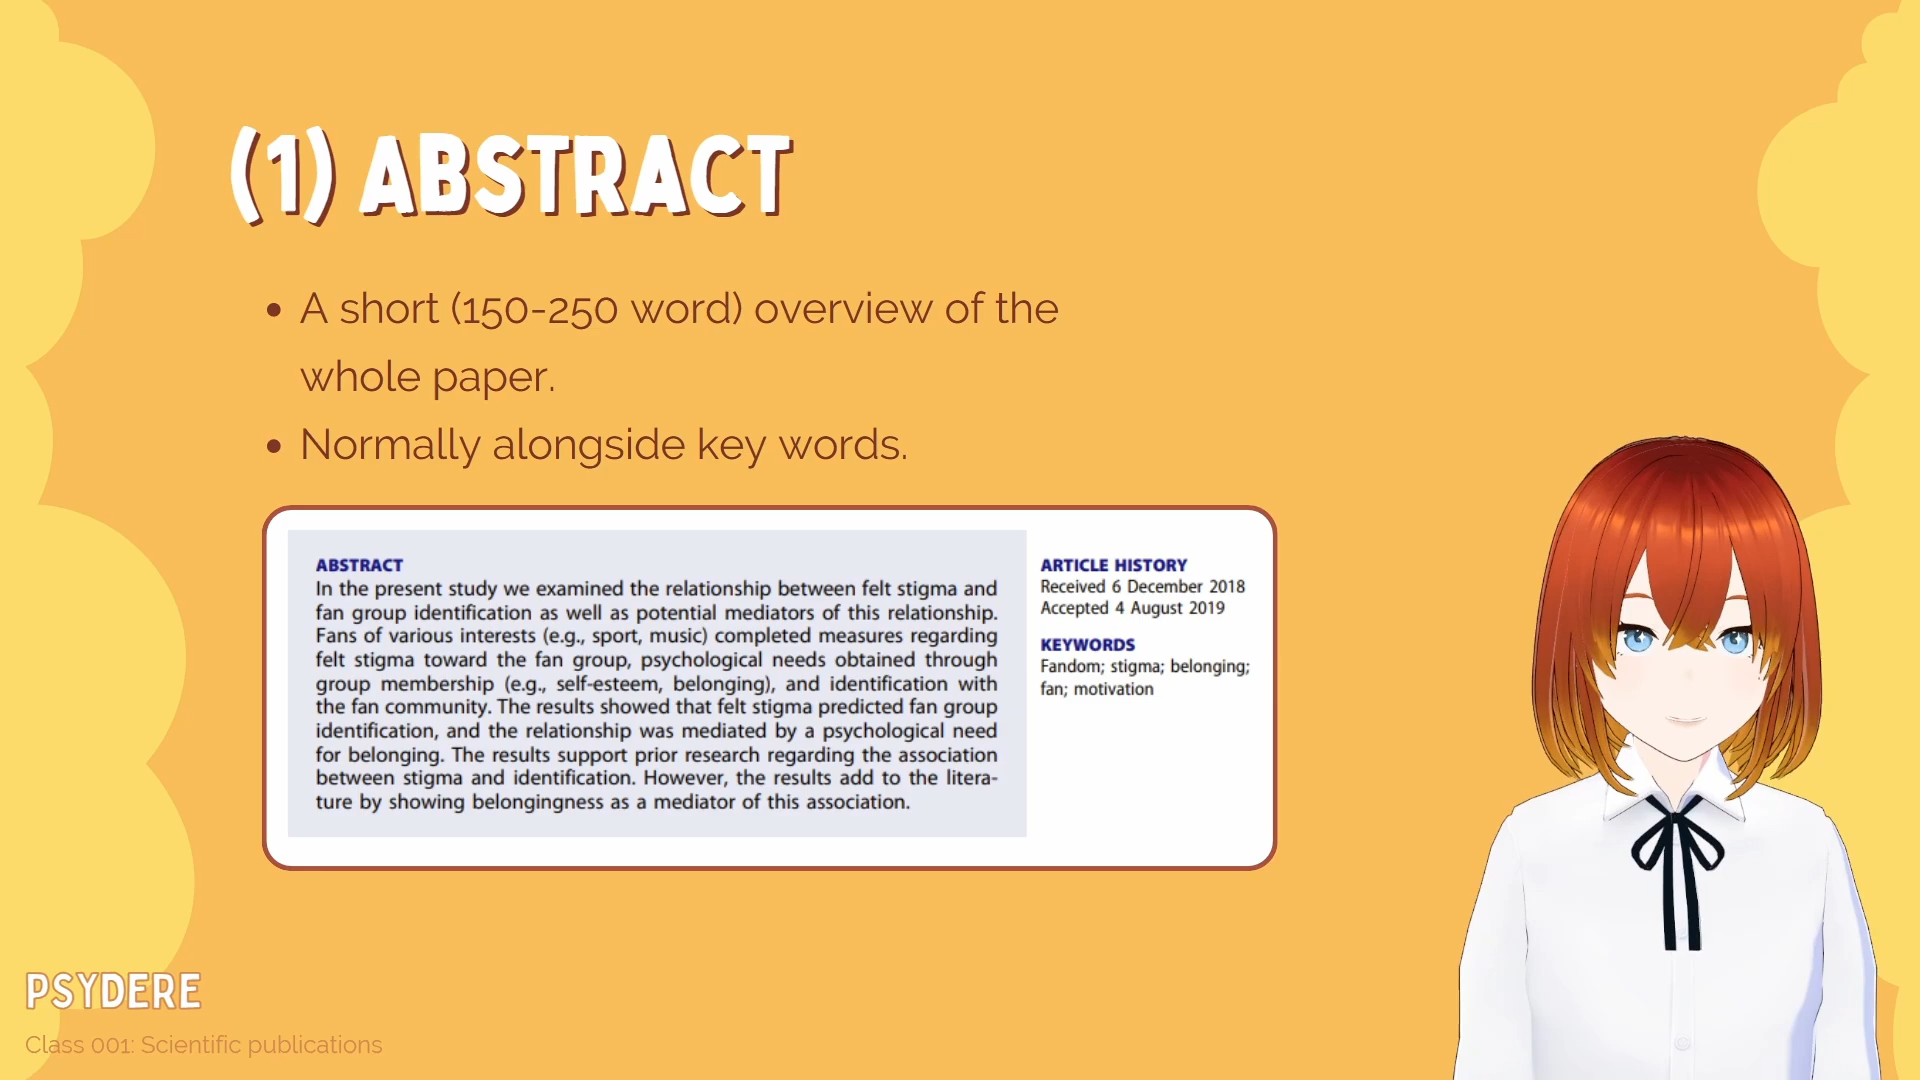 (1) ABSTRACT
• A short (150-250 word) overview of the
whole paper.
• Normally alongside key words.
ABSTRACT
In the present study we examined the relationship between felt stigma and
fan group identification as well as potential mediators of this relationship.
Fans of various interests (e.g., sport, music) completed measures regarding
felt stigma toward the fan group, psychological needs obtained through
group membership (e.g., self-esteem, belonging), and identification with
the fan community. The results showed that felt stigma predicted fan group
identification, and the relationship was mediated by a psychological need
for belonging. The results support prior research regarding the association
between stigma and identification. However, the results add to the litera-
ture by showing belongingness as a mediator of this association.
ARTICLE HISTORY
Received 6 December 2018
Accepted 4 August 2019
KEYWORDS
Fandom; stigma; belonging;
fan; motivation
PSYDERE
Class 001: Scientific publications